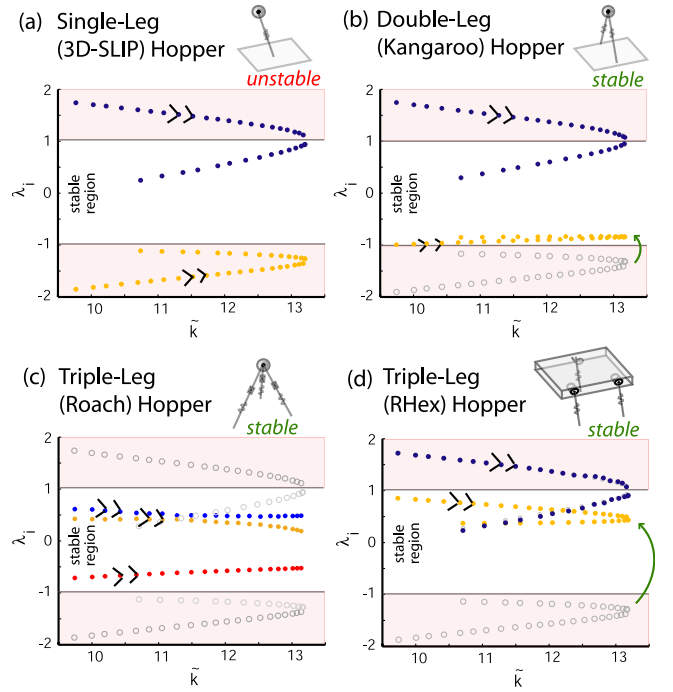 (a) Single-Leg
(3D-SLIP) Hopper
unstable
2
1
0
-1
-2
λi
stable
region
10 11 12 13
k̃
(b) Double-Leg
(Kangaroo) Hopper
stable
2
1
0
-1
-2
λi
stable
region
10 11 12 13
k̃
(c) Triple-Leg
(Roach) Hopper
stable
2
1
0
-1
-2
λi
stable
region
10 11 12 13
k̃
(d) Triple-Leg
(RHex) Hopper
stable
2
1
0
-1
-2
λi
stable
region
10 11 12 13
k̃